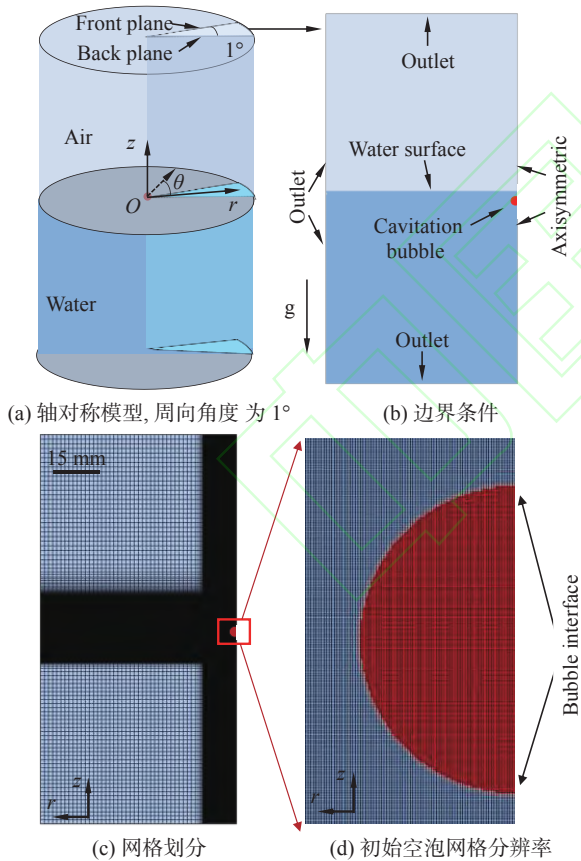 Front plane
Back plane
1°
Air
z
θ
O
r
Water
Outlet
Water surface
Outlet
Cavitation
bubble
Axisymmetric
g
Outlet
(a) 轴对称模型, 周向角度 为 1°
(b) 边界条件
15 mm
z
r
(c) 网格划分
Bubble interface
z
r
(d) 初始空泡网格分辨率